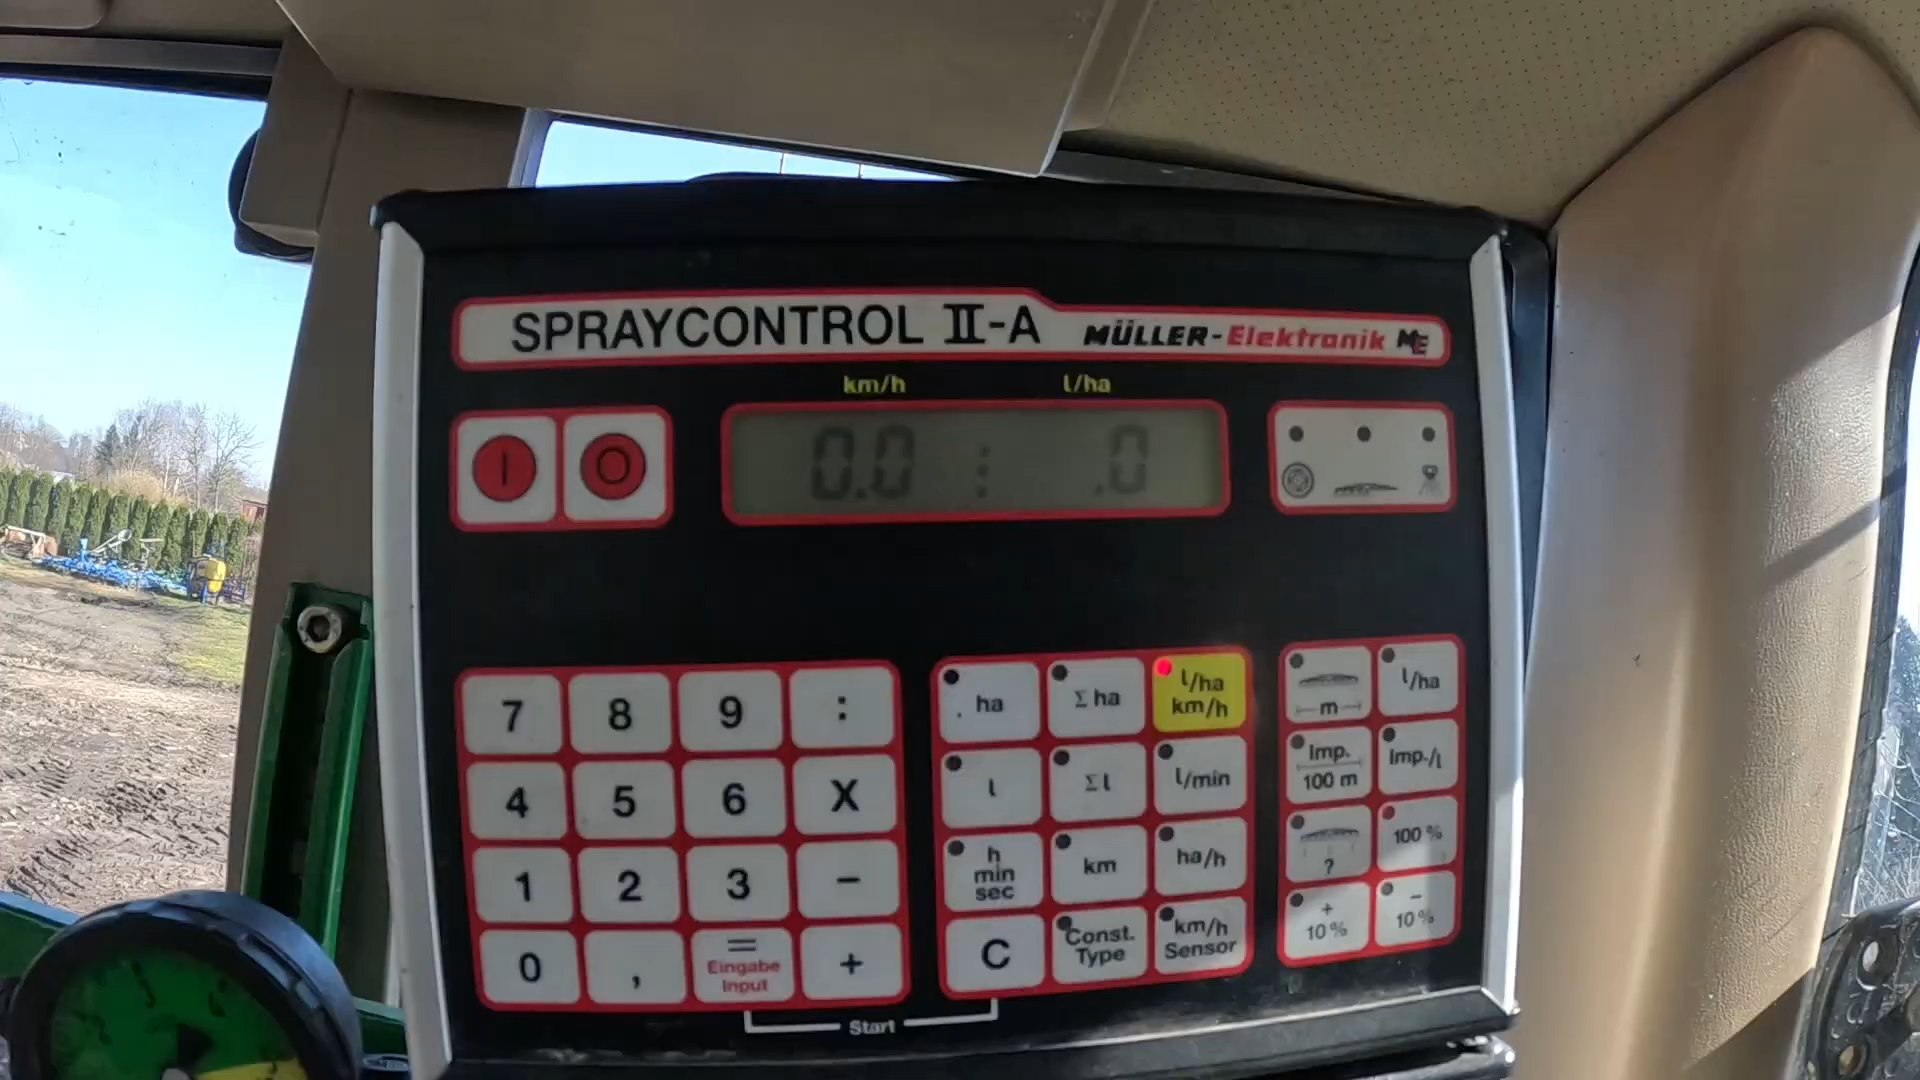 SPRAYCONTROL II-A MÜLLER-Elektronik ME
km/h l/ha
I O 0.0 : .0
7 8 9 :
4 5 6 X
1 2 3 -
0 , = +
Eingabe
Input
Start
ha Σ ha l/ha
km/h
l Σ l l/min
h
min
sec
km ha/h
C Const.
Type
km/h
Sensor
m l/ha
Imp.
100 m
Imp./l
?
100 %
+
10 %
-
10 %